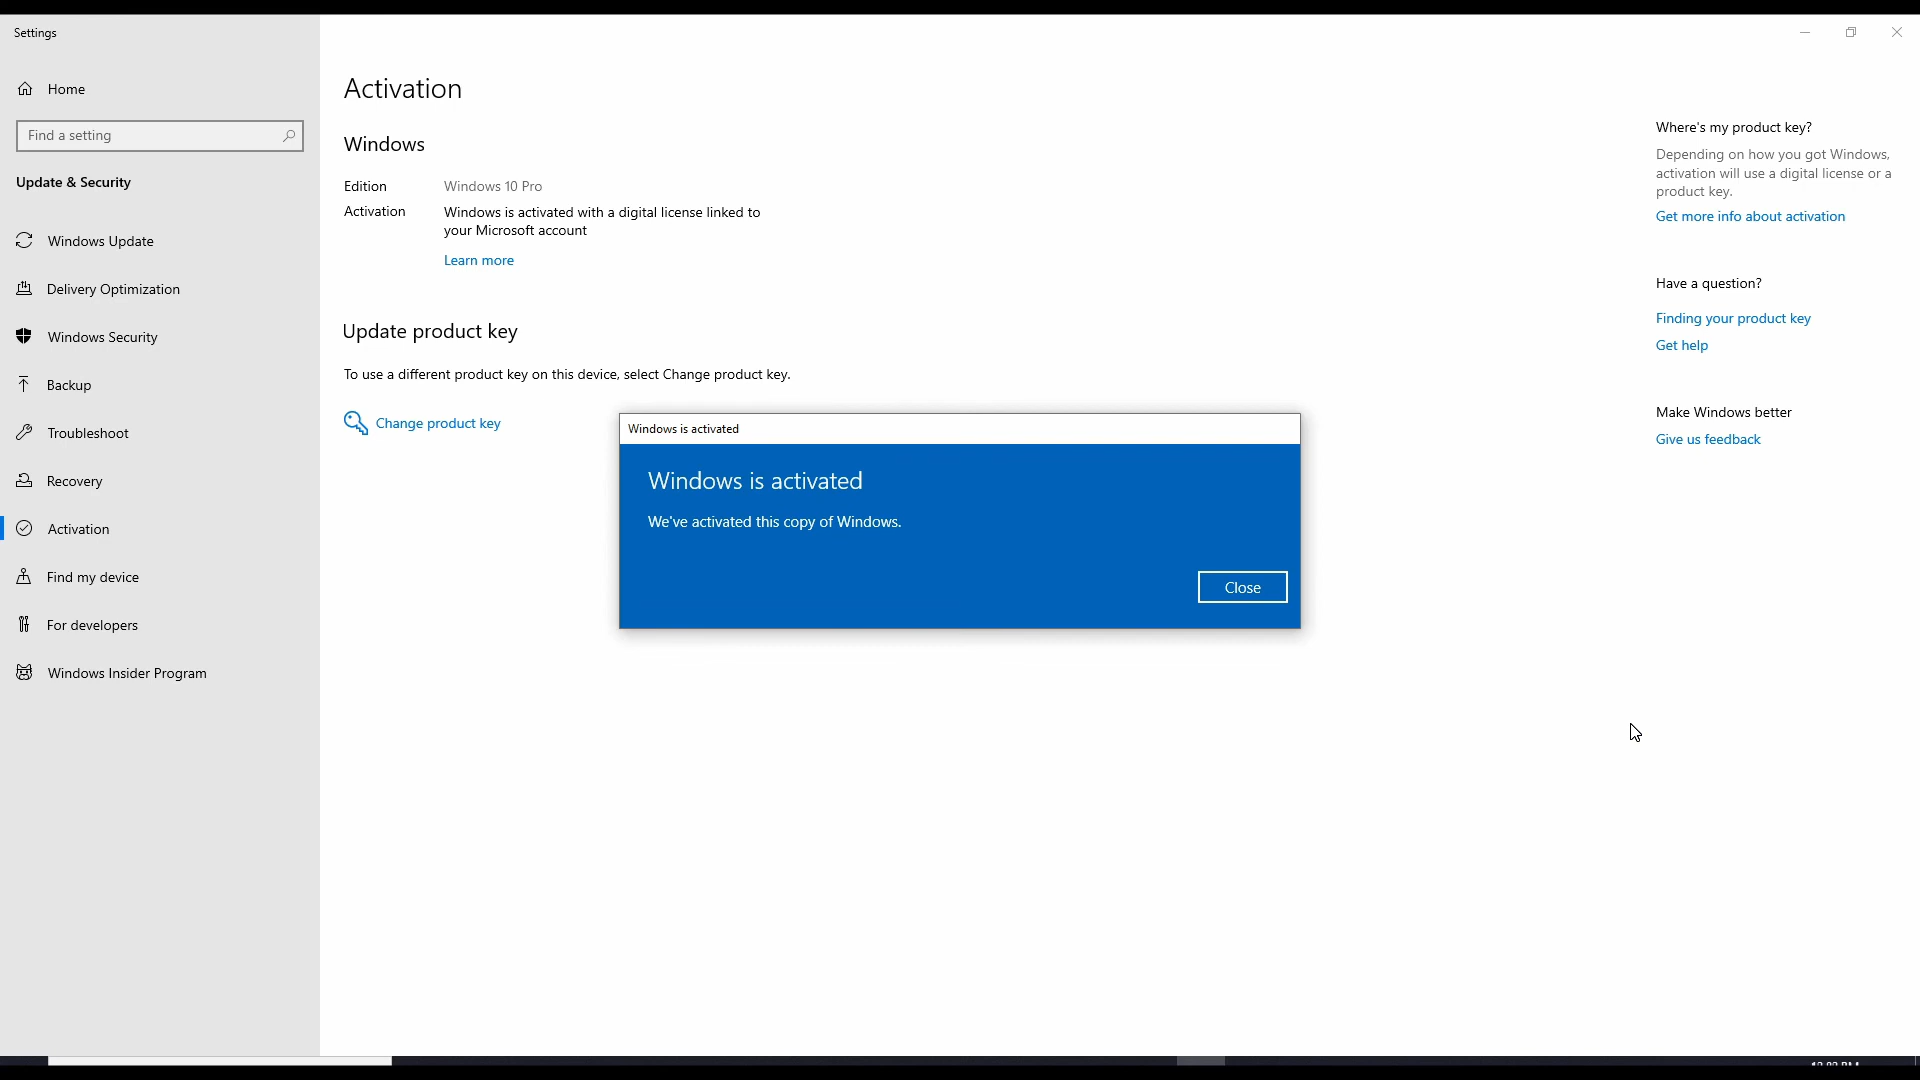 Settings
Home
Find a setting
Update & Security
Windows Update
Delivery Optimization
Windows Security
Backup
Troubleshoot
Recovery
Activation
Find my device
For developers
Windows Insider Program
Activation
Windows
Edition Windows 10 Pro
Activation Windows is activated with a digital license linked to
your Microsoft account
Learn more
Update product key
To use a different product key on this device, select Change product key.
Change product key
Windows is activated
Windows is activated
We've activated this copy of Windows.
Close
Where's my product key?
Depending on how you got Windows,
activation will use a digital license or a
product key.
Get more info about activation
Have a question?
Finding your product key
Get help
Make Windows better
Give us feedback